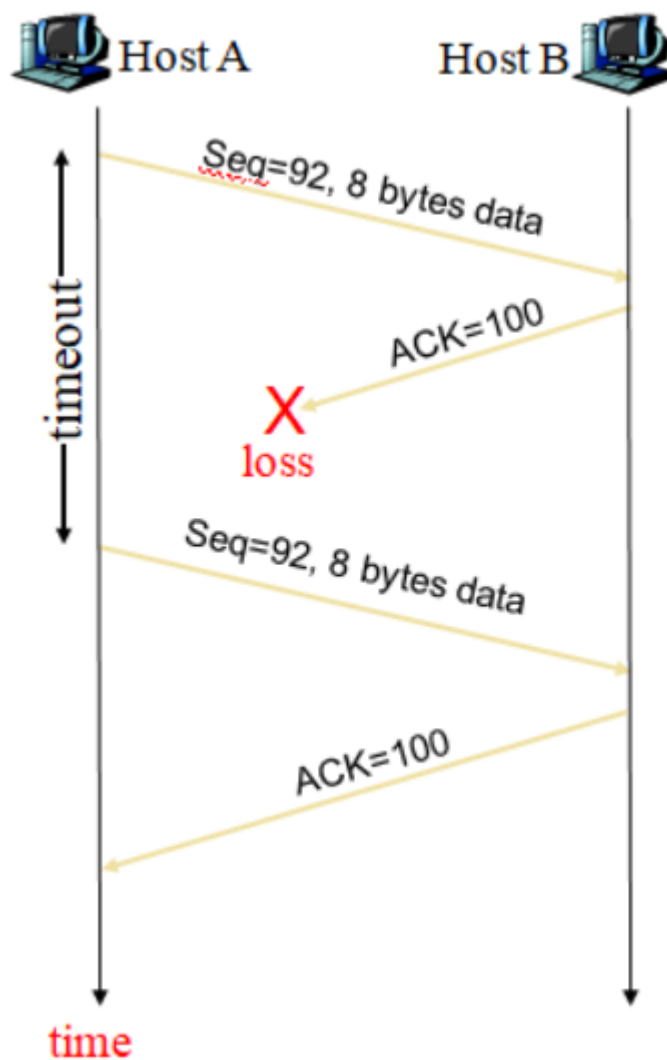 Host A
Host B
Seq=92, 8 bytes data
timeout
ACK=100
X
loss
Seq=92, 8 bytes data
ACK=100
time